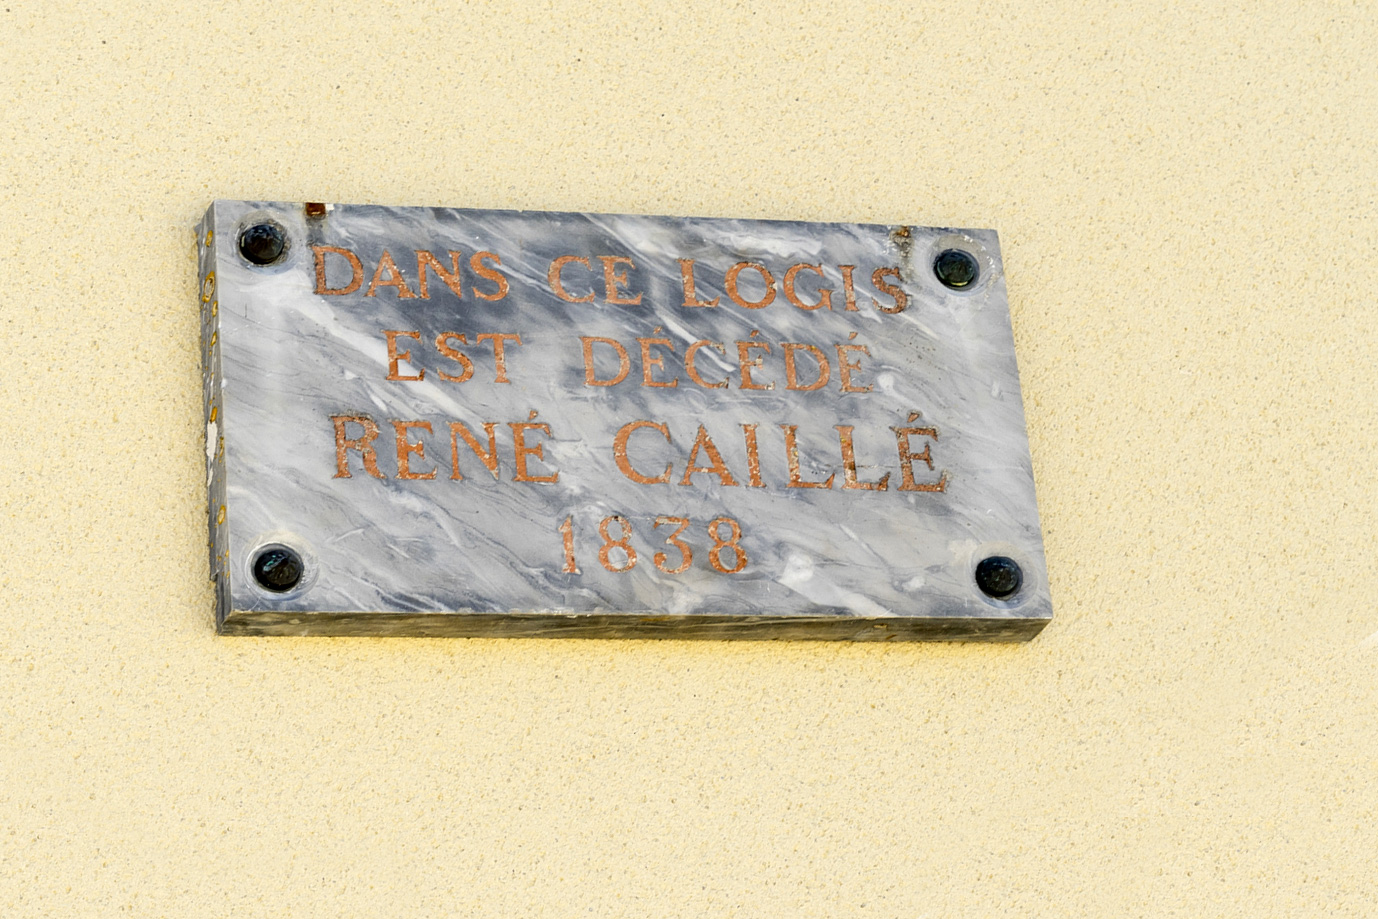 DANS CE LOGIS
EST DÉCÉDÉ
RENÉ CAILLÉ
1838